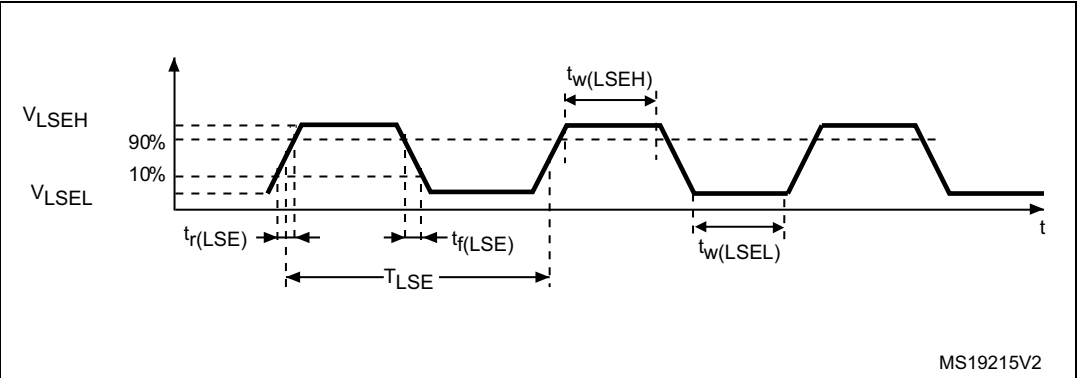 tw(LSEH)
VLSEH
90%
10%
VLSEL
tr(LSE)
tf(LSE)
tw(LSEL)
t
TLSE
MS19215V2